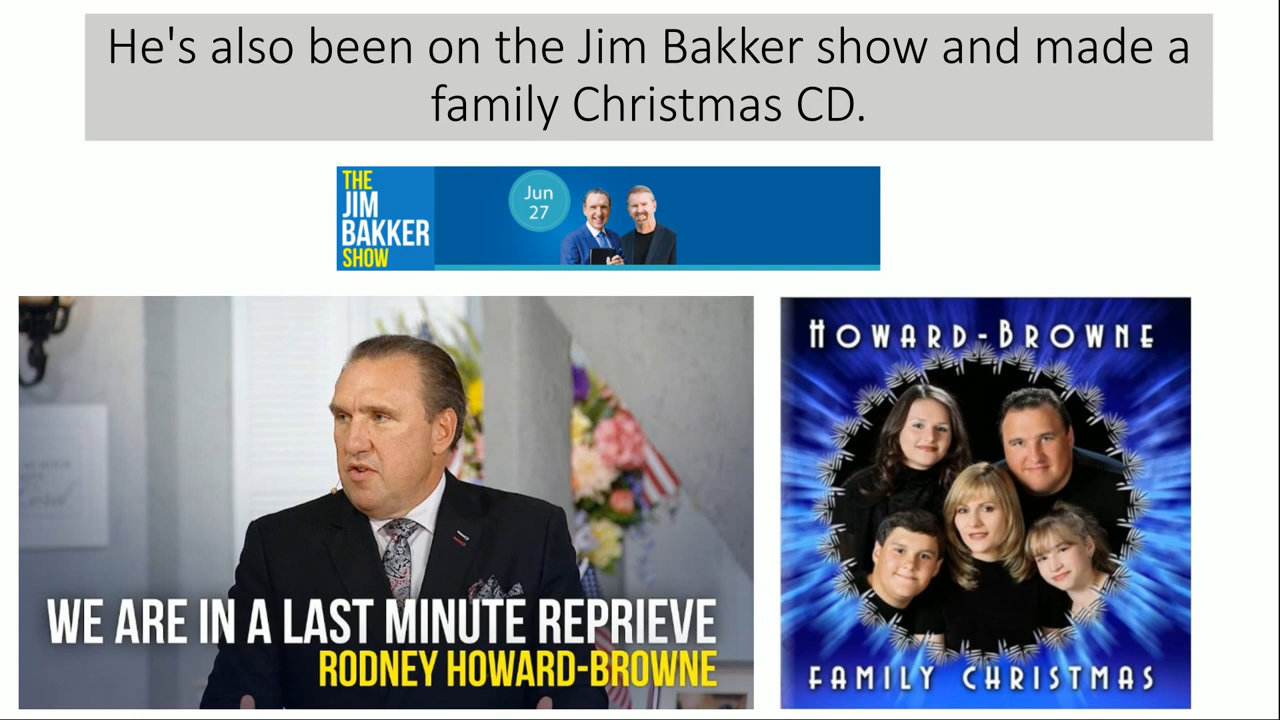 He's also been on the Jim Bakker show and made a
family Christmas CD.
THE
JIM
BAKKER
SHOW
Jun
27
WE ARE IN A LAST MINUTE REPRIEVE
RODNEY HOWARD-BROWNE
HOWARD-BROWNE
FAMILY CHRISTMAS